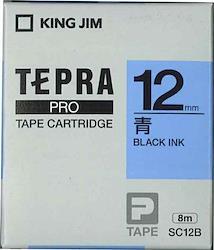 KING JIM
TEPRA
PRO
TAPE CARTRIDGE
12mm
青
BLACK INK
P
TAPE
8m
SC12B